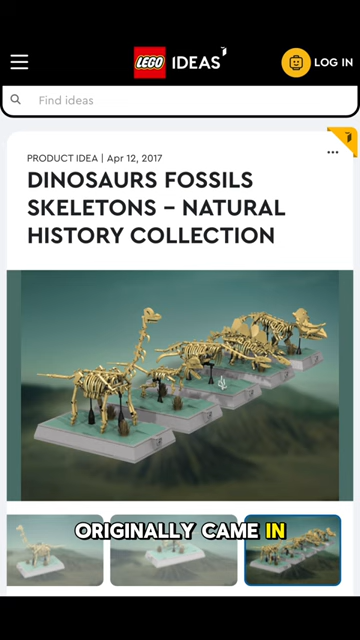 LEGO IDEAS
LOG IN
Find ideas
PRODUCT IDEA | Apr 12, 2017
DINOSAURS FOSSILS
SKELETONS – NATURAL
HISTORY COLLECTION
ORIGINALLY CAME IN